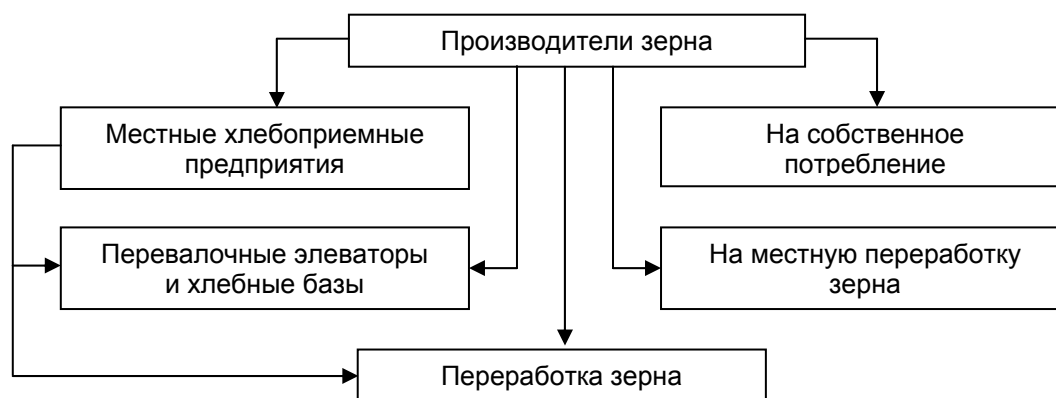 Производители зерна
Местные хлебоприемные
предприятия
На собственное
потребление
Перевалочные элеваторы
и хлебные базы
На местную переработку
зерна
Переработка зерна